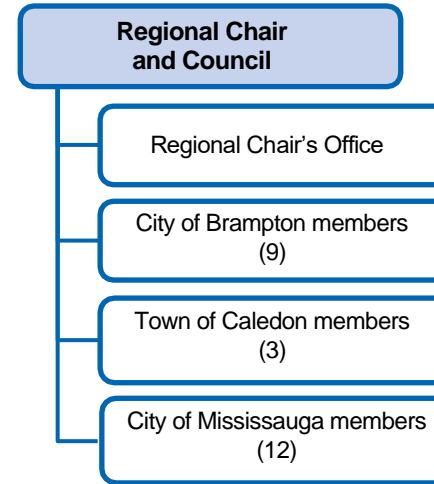 Regional Chair
and Council
Regional Chair’s Office
City of Brampton members
(9)
Town of Caledon members
(3)
City of Mississauga members
(12)